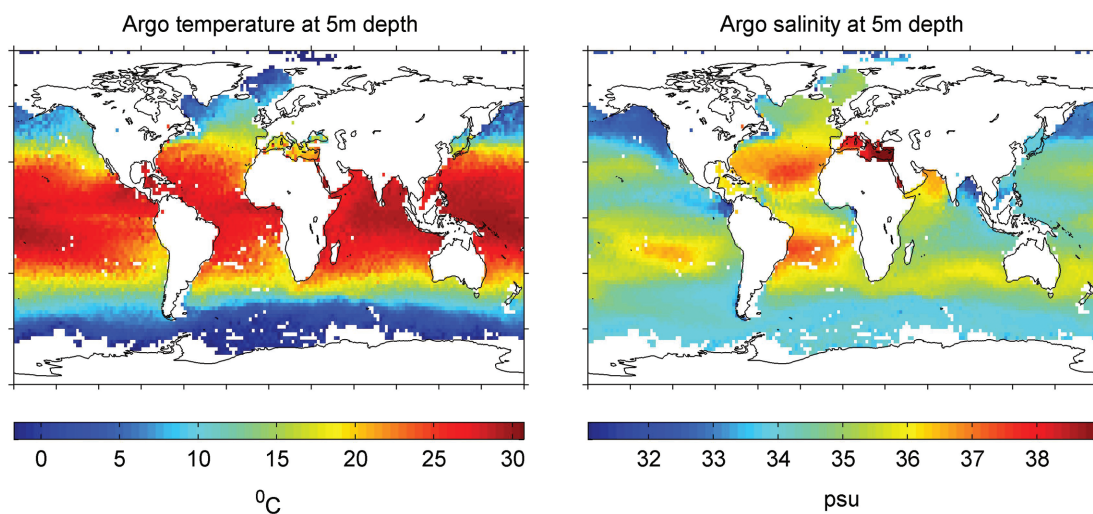 Argo temperature at 5m depth
Argo salinity at 5m depth
0 5 10 15 20 25 30
32 33 34 35 36 37 38
⁰C
psu